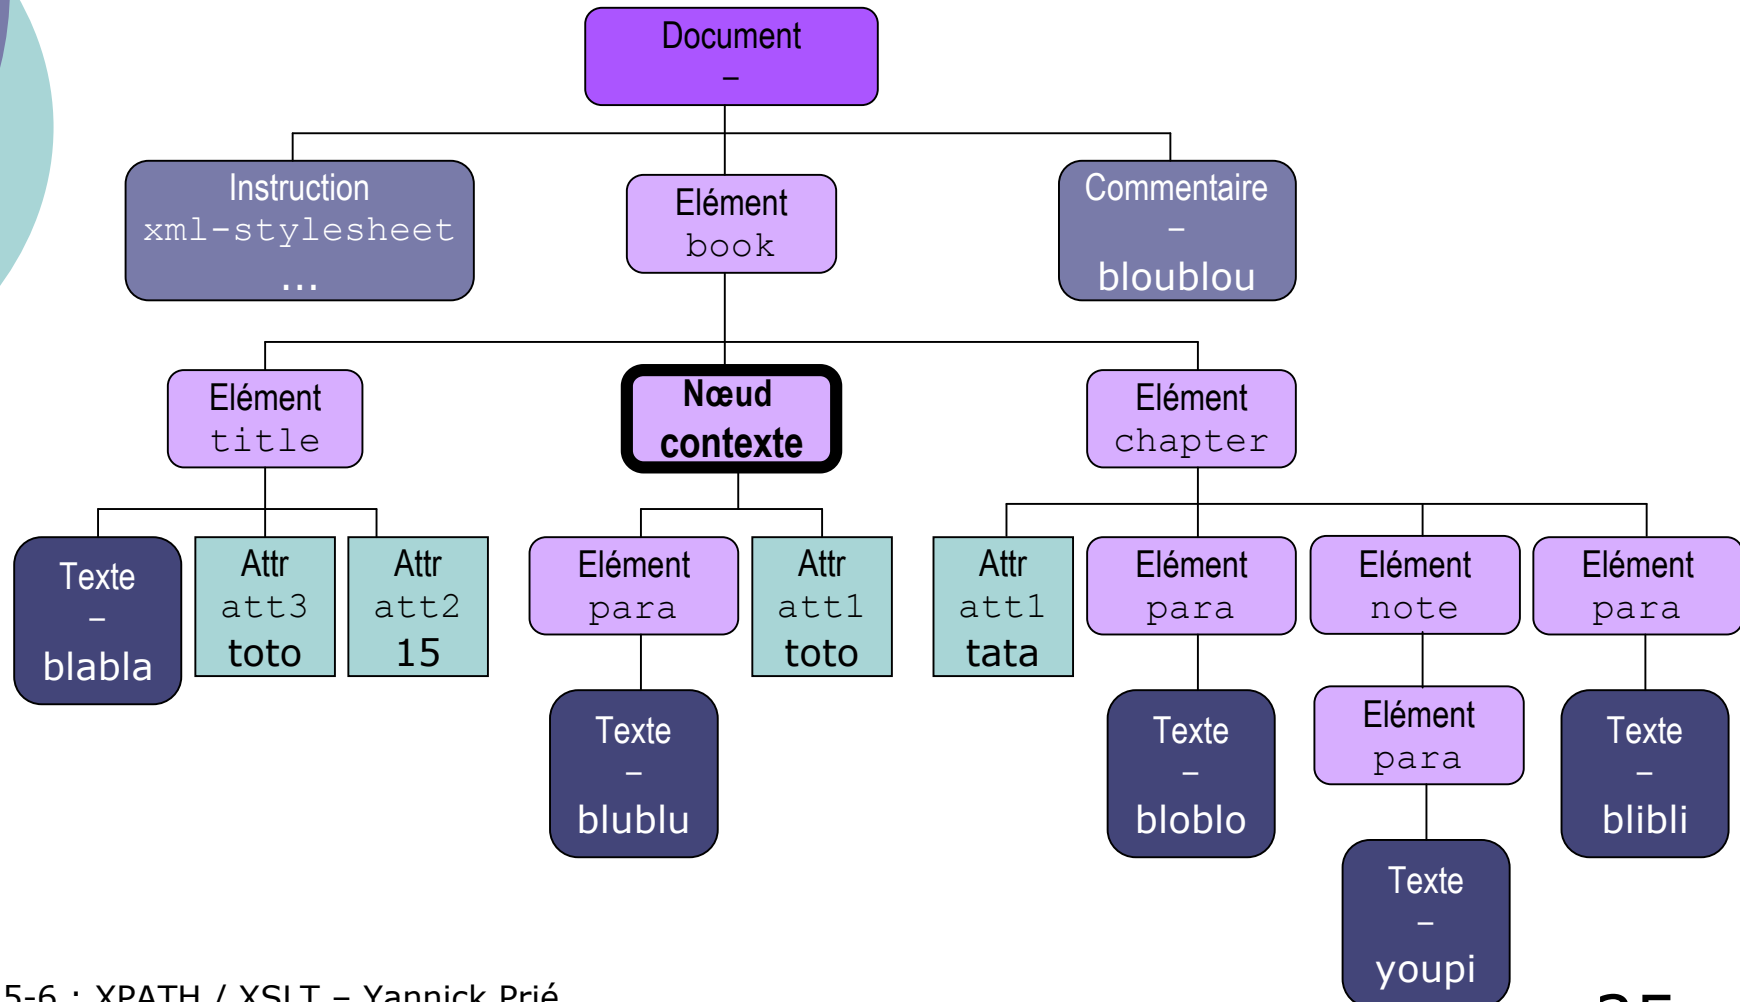 Document
–
Instruction
xml-stylesheet
...
Elément
book
Commentaire
–
bloublou
Elément
title
Nœud
contexte
Elément
chapter
Texte
–
blabla
Attr
att3
toto
Attr
att2
15
Elément
para
Attr
att1
toto
Attr
att1
tata
Elément
para
Elément
note
Elément
para
Texte
–
blublu
Texte
–
bloblo
Elément
para
Texte
–
blibli
Texte
–
youpi
5-6 : XPATH / XSLT – Yannick Prié